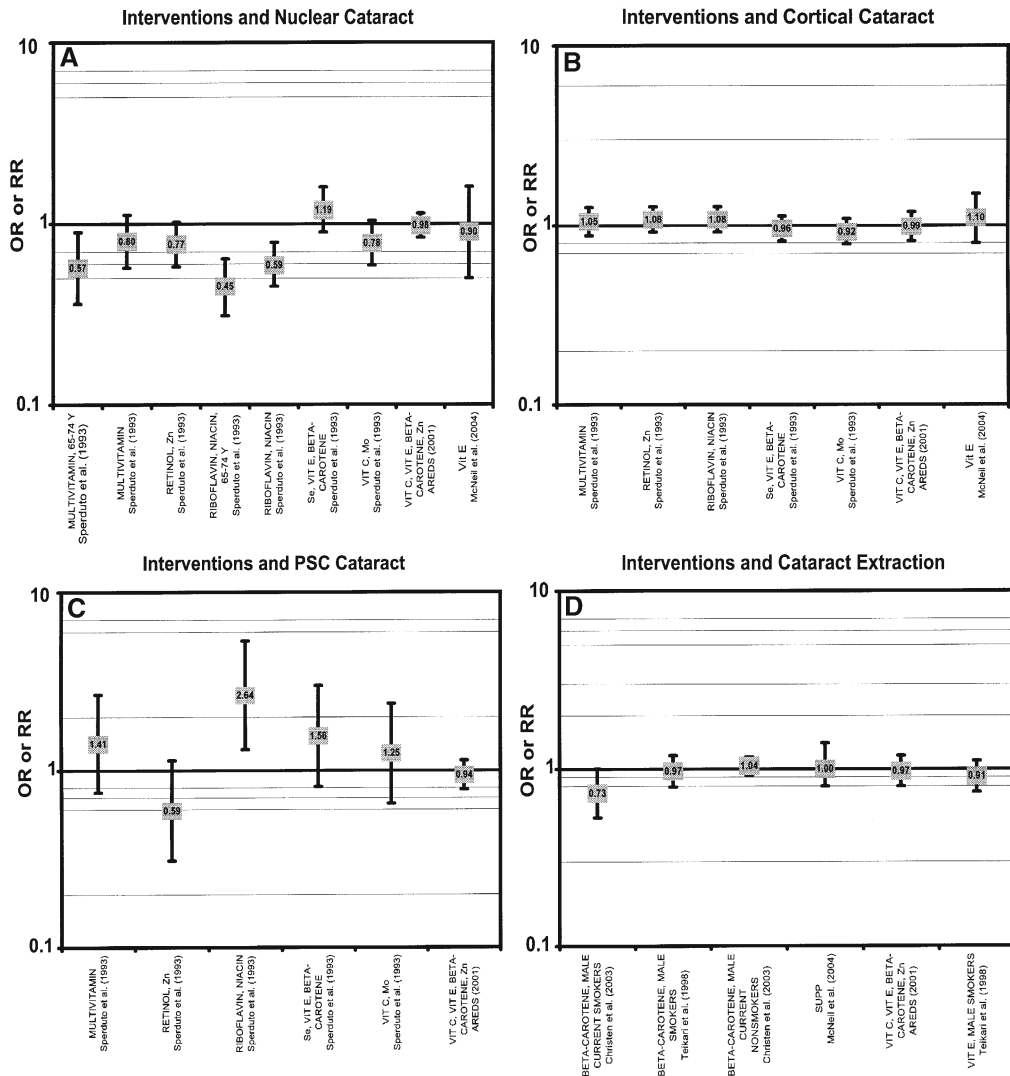 Interventions and Nuclear Cataract
A
10
1
0.1
OR or RR
0.57
0.80
0.77
0.45
0.59
1.19
0.78
0.98
0.90
MULTIVITAMIN, 65-74 Y
Sperduto et al. (1993)
MULTIVITAMIN
Sperduto et al. (1993)
RETINOL, Zn
Sperduto et al. (1993)
RIBOFLAVIN, NIACIN,
65-74 Y
Sperduto et al. (1993)
RIBOFLAVIN, NIACIN
Sperduto et al. (1993)
Se, VIT E, BETA-
CAROTENE
Sperduto et al. (1993)
VIT C, Mo
Sperduto et al. (1993)
VIT C, VIT E, BETA-
CAROTENE, Zn
AREDS (2001)
Vit E
McNeil et al. (2004)
Interventions and Cortical Cataract
B
10
1
0.1
OR or RR
1.05
1.08
1.08
0.96
0.92
0.99
1.10
MULTIVITAMIN
Sperduto et al. (1993)
RETINOL, Zn
Sperduto et al. (1993)
RIBOFLAVIN, NIACIN
Sperduto et al. (1993)
Se, VIT E, BETA-
CAROTENE
Sperduto et al. (1993)
VIT C, Mo
Sperduto et al. (1993)
VIT C, VIT E, BETA-
CAROTENE, Zn
AREDS (2001)
Vit E
McNeil et al. (2004)
Interventions and PSC Cataract
C
10
1
0.1
OR or RR
1.41
0.59
2.64
1.56
1.25
0.94
MULTIVITAMIN
Sperduto et al. (1993)
RETINOL, Zn
Sperduto et al. (1993)
RIBOFLAVIN, NIACIN
Sperduto et al. (1993)
Se, VIT E, BETA-
CAROTENE
Sperduto et al. (1993)
VIT C, Mo
Sperduto et al. (1993)
VIT C, VIT E, BETA-
CAROTENE, Zn
AREDS (2001)
Interventions and Cataract Extraction
D
10
1
0.1
OR or RR
0.73
0.97
1.04
1.00
0.97
0.91
BETA-CAROTENE, MALE
CURRENT SMOKERS
Christen et al. (2003)
BETA-CAROTENE, MALE
SMOKERS
Teikari et al. (1998)
BETA-CAROTENE, MALE
CURRENT
NONSMOKERS
Christen et al. (2003)
SUPP
McNeil et al. (2004)
VIT C, VIT E, BETA-
CAROTENE, Zn
AREDS (2001)
VIT E, MALE SMOKERS
Teikari et al. (1998)